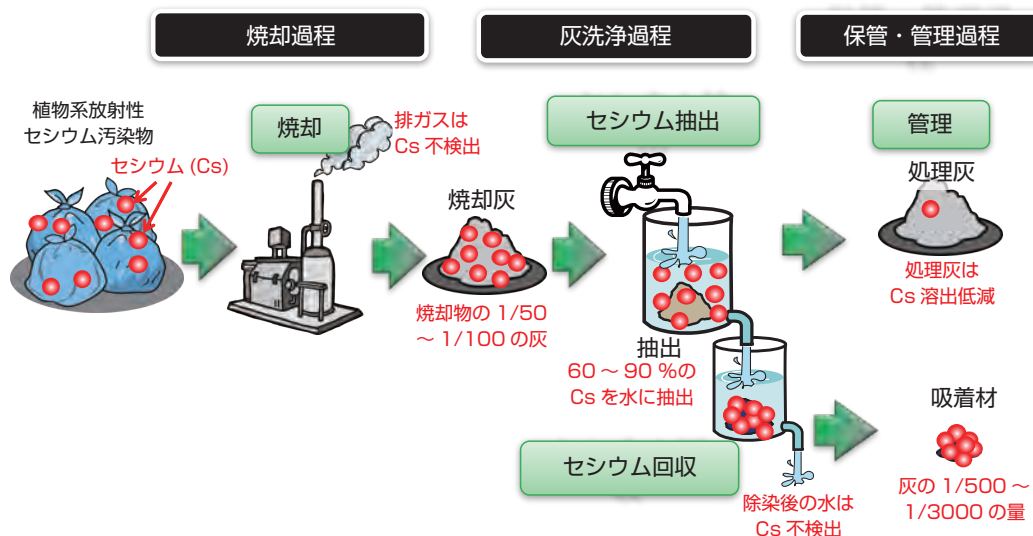 焼却過程
灰洗浄過程
保管・管理過程
植物系放射性
セシウム汚染物
セシウム (Cs)
焼却
排ガスは
Cs 不検出
焼却灰
焼却物の 1/50
～ 1/100 の灰
セシウム抽出
抽出
60 ～ 90 %の
Cs を水に抽出
セシウム回収
除染後の水は
Cs 不検出
管理
処理灰
処理灰は
Cs 溶出低減
吸着材
灰の 1/500 ～
1/3000 の量